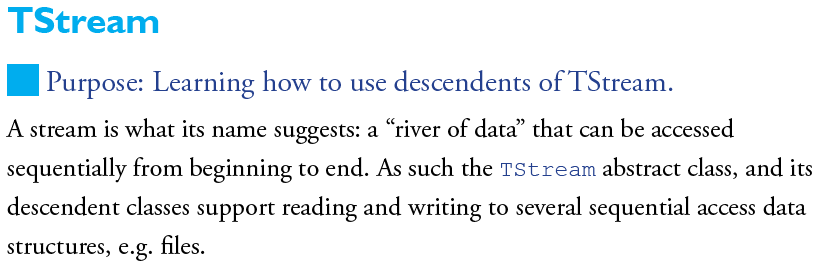 TStream
Purpose: Learning how to use descendents of TStream.
A stream is what its name suggests: a “river of data” that can be accessed
sequentially from beginning to end. As such the TStream abstract class, and its
descendent classes support reading and writing to several sequential access data
structures, e.g. files.